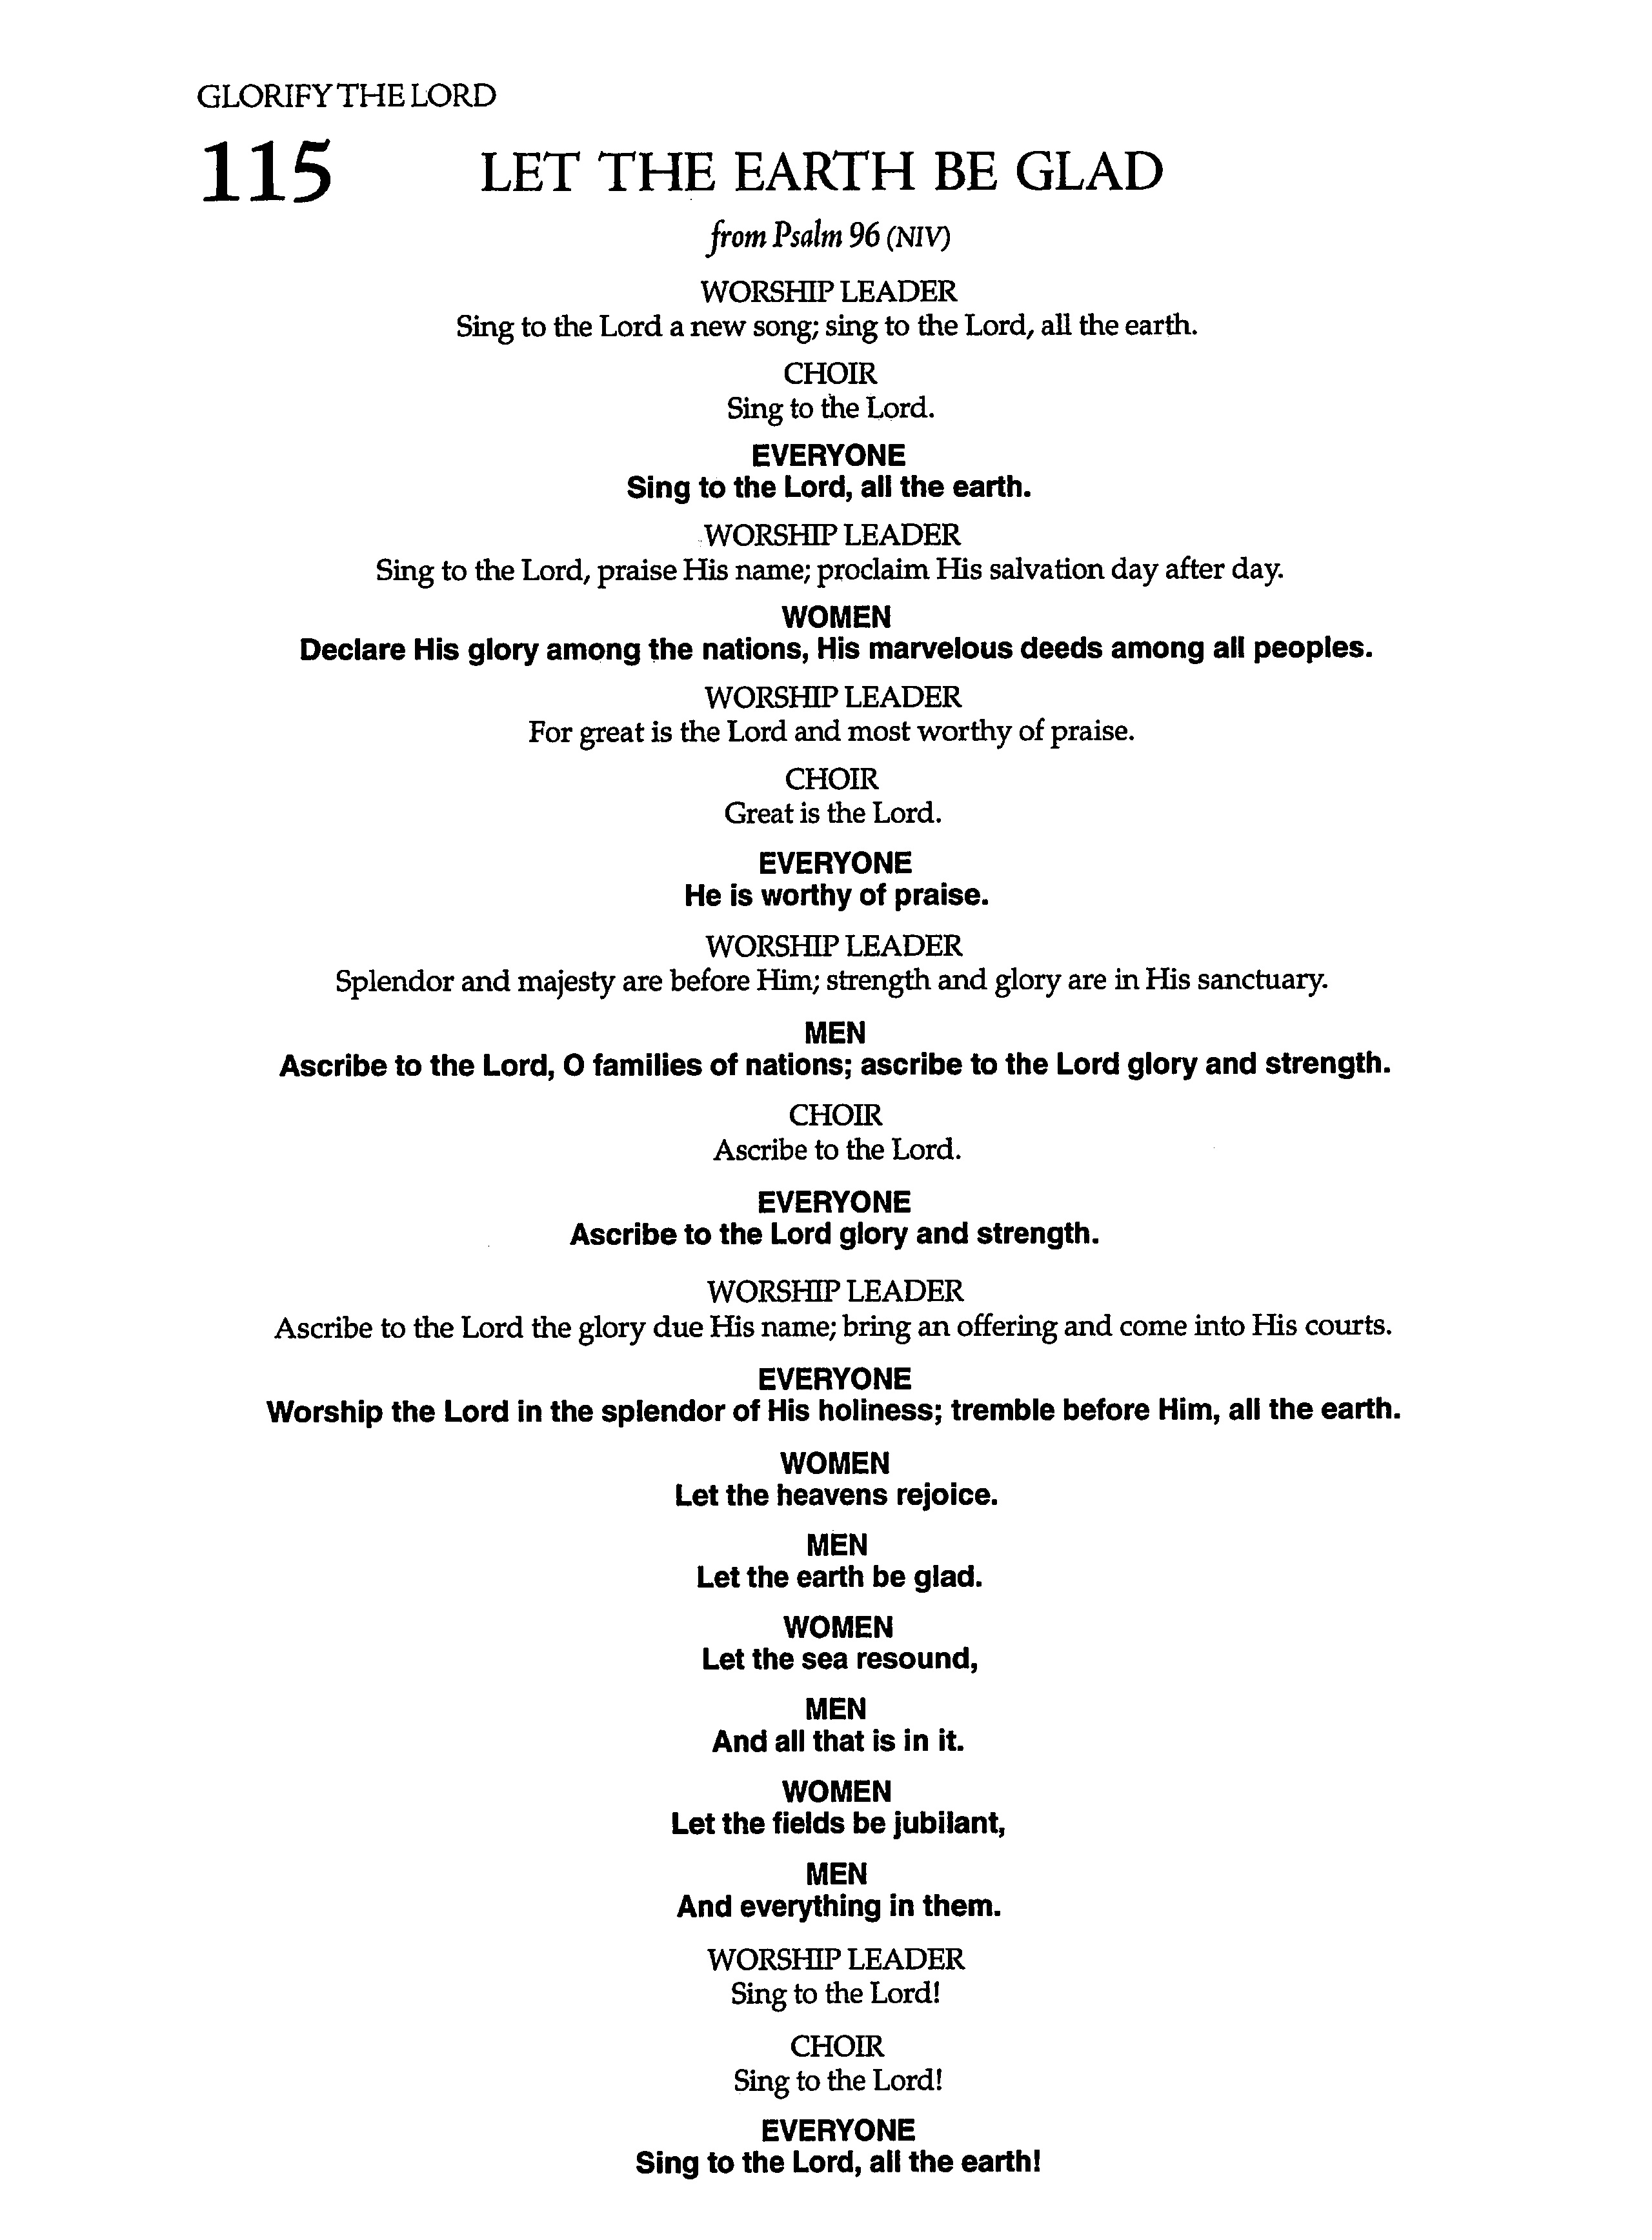 GLORIFY THE LORD
115 LET THE EARTH BE GLAD
from Psalm 96 (NIV)
WORSHIP LEADER
Sing to the Lord a new song; sing to the Lord, all the earth.
CHOIR
Sing to the Lord.
EVERYONE
Sing to the Lord, all the earth.
WORSHIP LEADER
Sing to the Lord, praise His name; proclaim His salvation day after day.
WOMEN
Declare His glory among the nations, His marvelous deeds among all peoples.
WORSHIP LEADER
For great is the Lord and most worthy of praise.
CHOIR
Great is the Lord.
EVERYONE
He is worthy of praise.
WORSHIP LEADER
Splendor and majesty are before Him; strength and glory are in His sanctuary.
MEN
Ascribe to the Lord, O families of nations; ascribe to the Lord glory and strength.
CHOIR
Ascribe to the Lord.
EVERYONE
Ascribe to the Lord glory and strength.
WORSHIP LEADER
Ascribe to the Lord the glory due His name; bring an offering and come into His courts.
EVERYONE
Worship the Lord in the splendor of His holiness; tremble before Him, all the earth.
WOMEN
Let the heavens rejoice.
MEN
Let the earth be glad.
WOMEN
Let the sea resound,
MEN
And all that is in it.
WOMEN
Let the fields be jubilant,
MEN
And everything in them.
WORSHIP LEADER
Sing to the Lord!
CHOIR
Sing to the Lord!
EVERYONE
Sing to the Lord, all the earth!